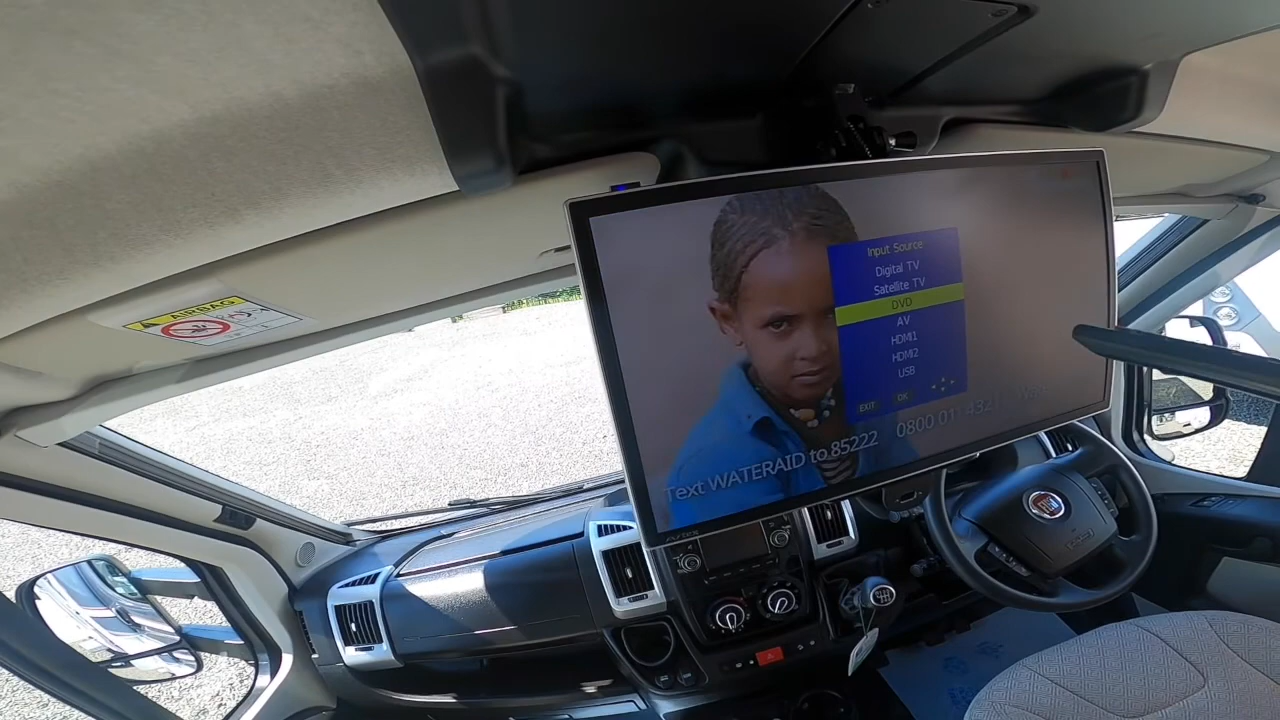 AIRBAG
Input Source
Digital TV
Satellite TV
DVD
AV
HDMI1
HDMI2
USB
EXIT OK
Text WATERAID to 85222
Avtex
FIAT